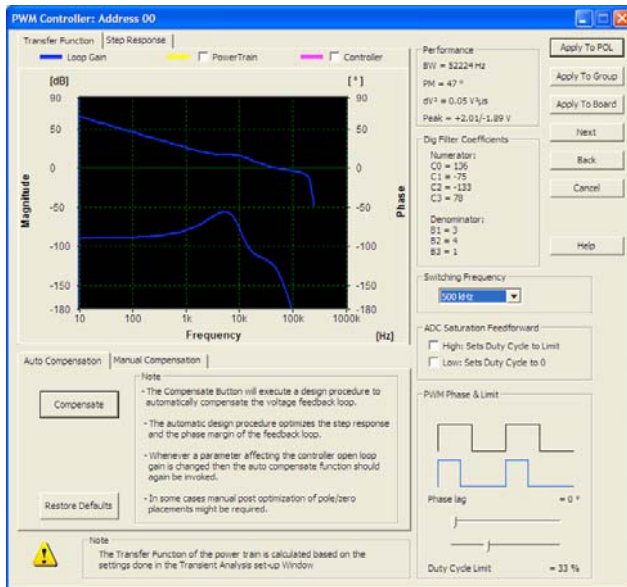 PWM Controller: Address 00
Transfer Function
Step Response
Loop Gain
PowerTrain
Controller
[dB]
[°]
90
90
50
50
0
0
-50
-50
-100
-100
-150
-150
-180
-180
Magnitude
Phase
10
100
1k
10k
100k
1000k
Frequency
[Hz]
Auto Compensation
Manual Compensation
Compensate
Restore Defaults
Note
- The Compensate Button will execute a design procedure to
automatically compensate the voltage feedback loop.
- The automatic design procedure optimizes the step response
and the phase margin of the feedback loop.
- Whenever a parameter affecting the controller open loop
gain is changed then the auto compensate function should
again be invoked.
- In some cases manual post optimization of pole/zero
placements might be required.
Note
The Transfer Function of the power train is calculated based on the
settings done in the Transient Analysis set-up Window
Performance
BW = 52224 Hz
PM = 47 °
dV² = 0.05 V²µs
Peak = +2.01/-1.89 V
Dig Filter Coefficients
Numerator:
C0 = 136
C1 = -75
C2 = -133
C3 = 78
Denominator:
B1 = 3
B2 = 4
B3 = 1
Switching Frequency
500 kHz
ADC Saturation Feedforward
High: Sets Duty Cycle to Limit
Low: Sets Duty Cycle to 0
PWM Phase & Limit
Phase lag
= 0 °
Duty Cycle Limit
= 33 %
Apply To POL
Apply To Group
Apply To Board
Next
Back
Cancel
Help